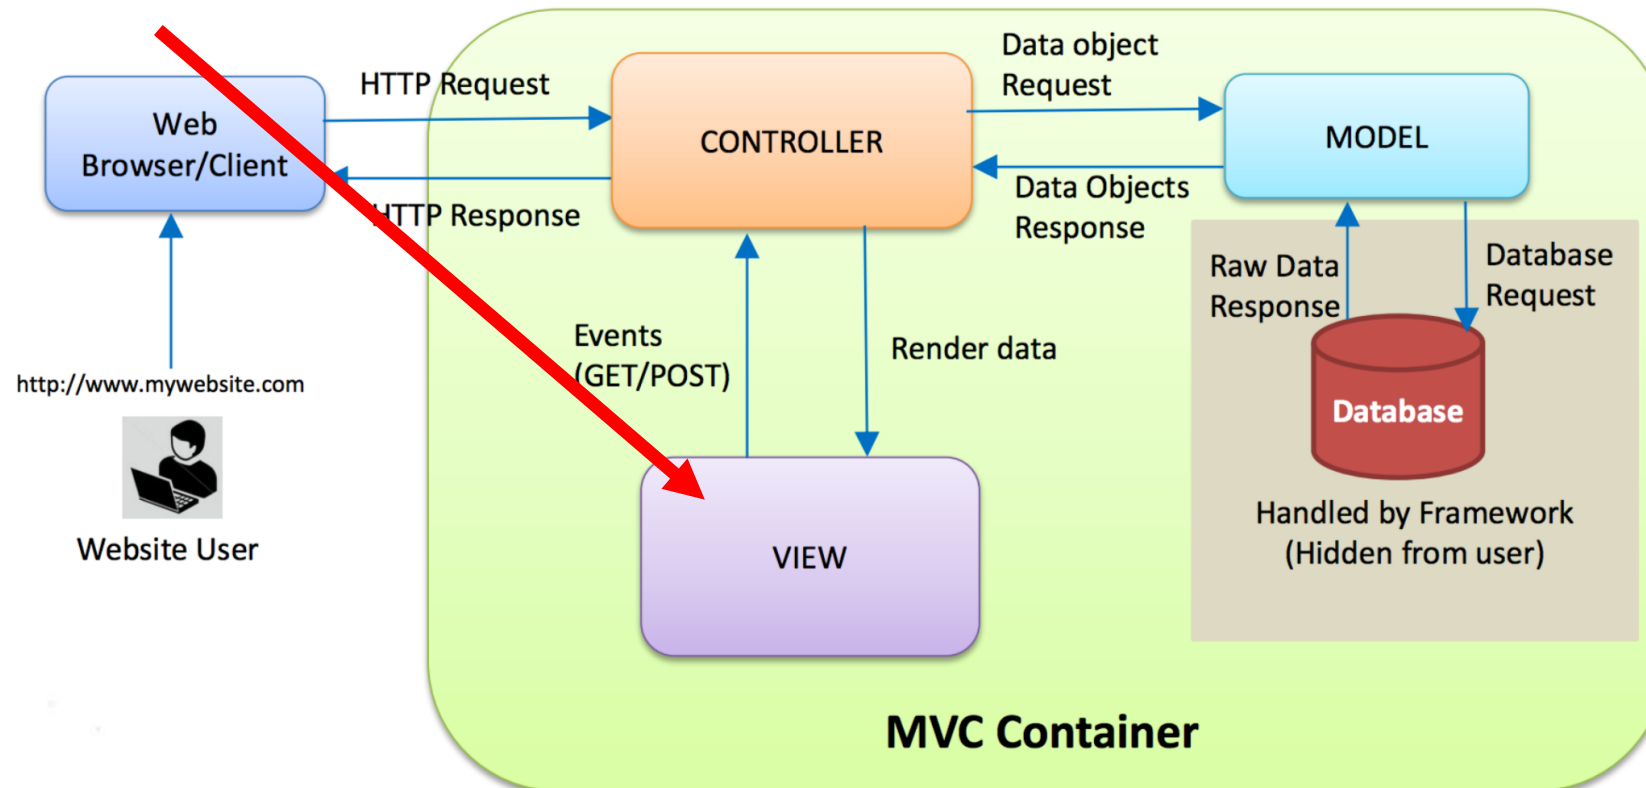 Web
Browser/Client
HTTP Request
HTTP Response
http://www.mywebsite.com
Website User
CONTROLLER
Data object
Request
Data Objects
Response
MODEL
Events
(GET/POST)
Render data
Raw Data
Response
Database
Request
Database
Handled by Framework
(Hidden from user)
VIEW
MVC Container